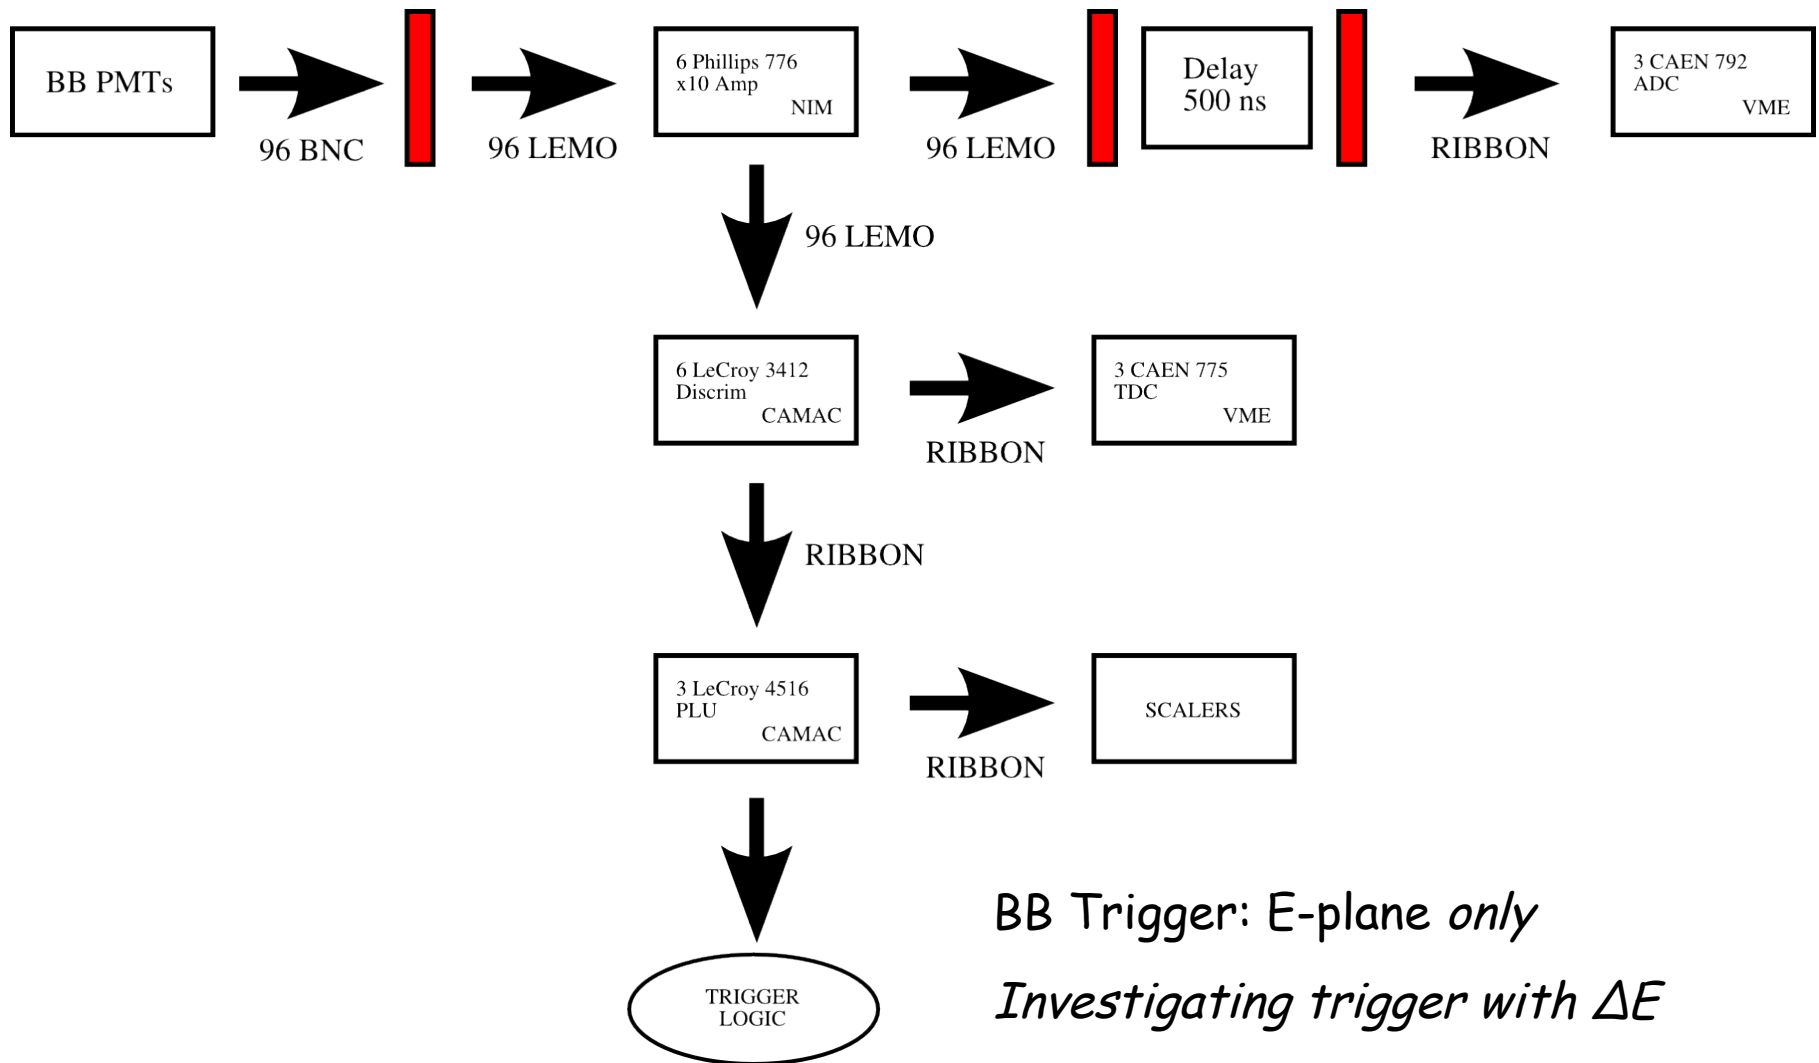 BB PMTs
96 BNC
96 LEMO
6 Phillips 776
x10 Amp
NIM
96 LEMO
Delay
500 ns
RIBBON
3 CAEN 792
ADC
VME
96 LEMO
6 LeCroy 3412
Discrim
CAMAC
RIBBON
3 CAEN 775
TDC
VME
RIBBON
3 LeCroy 4516
PLU
CAMAC
RIBBON
SCALERS
TRIGGER
LOGIC
BB Trigger: E-plane only
Investigating trigger with ΔE